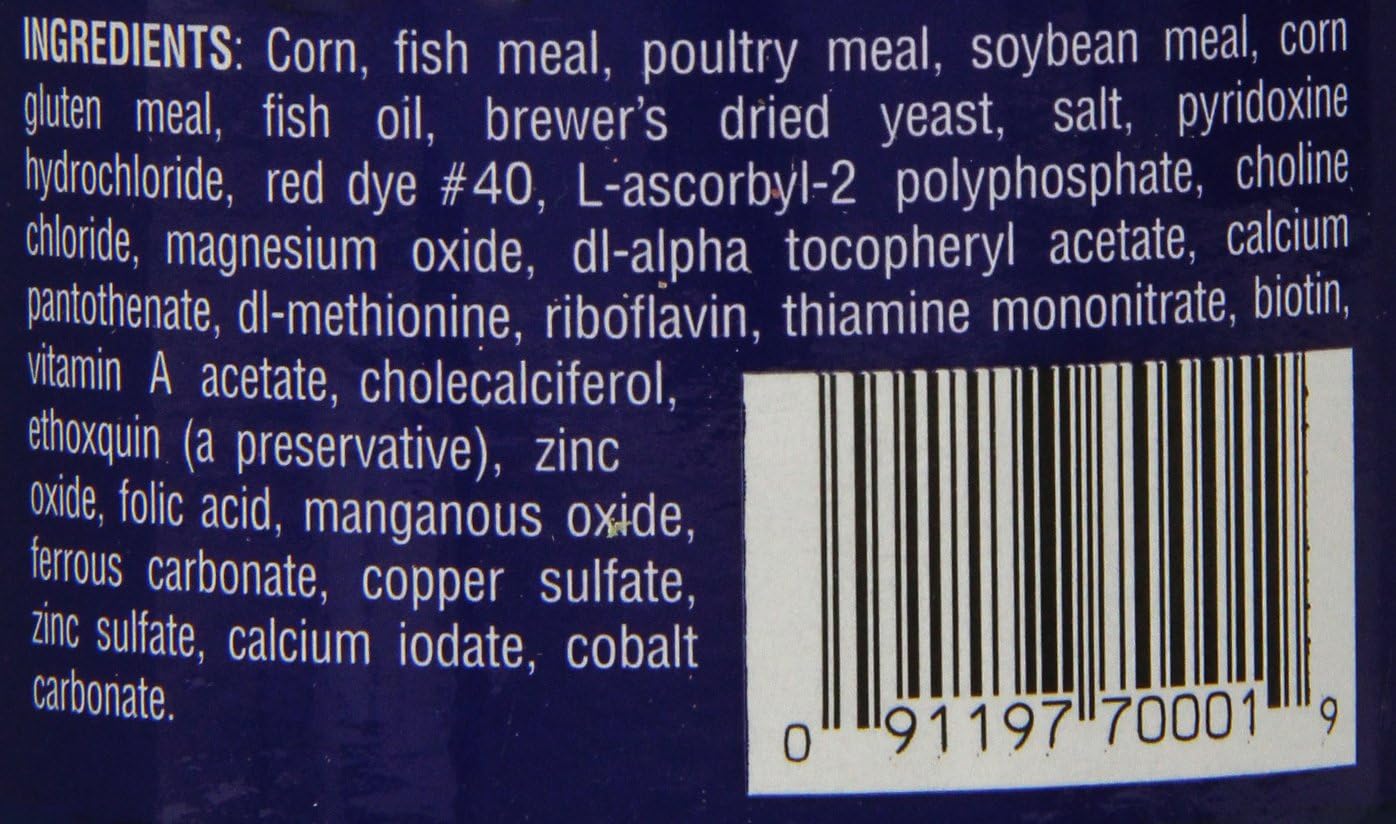 INGREDIENTS: Corn, fish meal, poultry meal, soybean meal, corn
gluten meal, fish oil, brewer's dried yeast, salt, pyridoxine
hydrochloride, red dye #40, L-ascorbyl-2 polyphosphate, choline
chloride, magnesium oxide, dl-alpha tocopheryl acetate, calcium
pantothenate, dl-methionine, riboflavin, thiamine mononitrate, biotin,
vitamin A acetate, cholecalciferol,
ethoxquin (a preservative), zinc
oxide, folic acid, manganous oxide,
ferrous carbonate, copper sulfate,
zinc sulfate, calcium iodate, cobalt
carbonate.
0 91197 70001 9